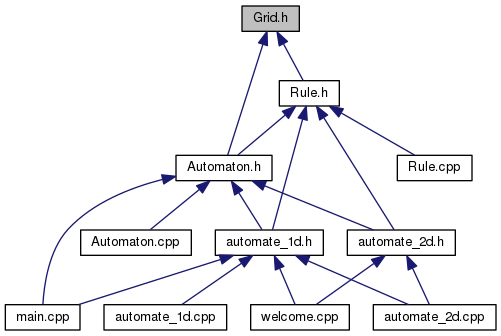 Grid.h
Rule.h
Automaton.h
Rule.cpp
Automaton.cpp
automate_1d.h
automate_2d.h
main.cpp
automate_1d.cpp
welcome.cpp
automate_2d.cpp